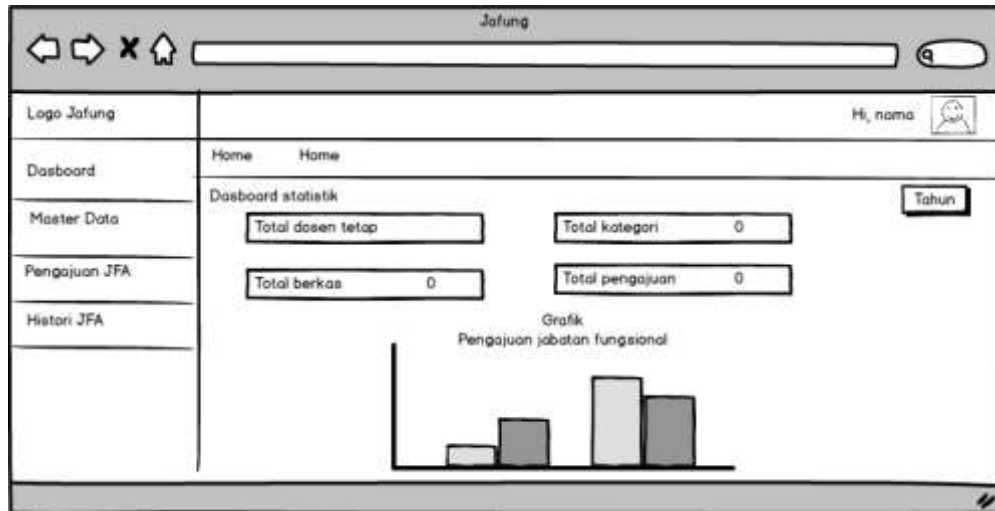 Jafung
Logo Jafung
Hi, nama
Dasboard
Master Data
Pengajuan JFA
Histori JFA
Home Home
Dasboard statistik
Tahun
Total dosen tetap
Total kategori 0
Total berkas 0
Total pengajuan 0
Grafik
Pengajuan jabatan fungsional